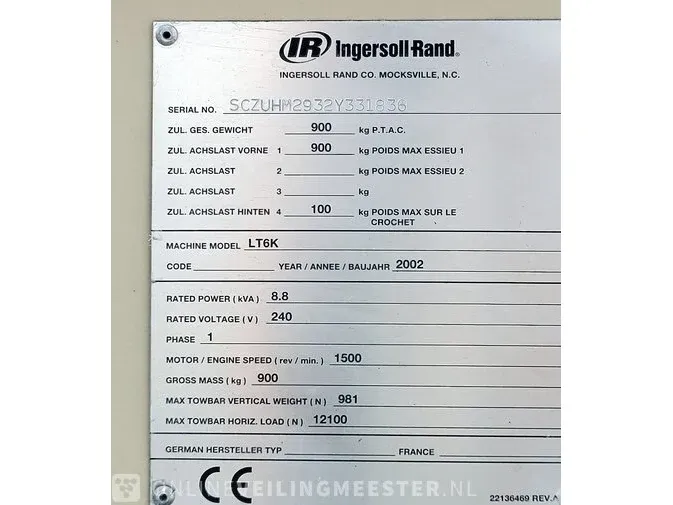 IR Ingersoll-Rand®
INGERSOLL RAND CO. MOCKSVILLE, N.C.
SERIAL NO. SCZUHM2932Y331836
ZUL. GES. GEWICHT 900 kg P.T.A.C.
ZUL. ACHSLAST VORNE 1 900 kg POIDS MAX ESSIEU 1
ZUL. ACHSLAST 2 kg POIDS MAX ESSIEU 2
ZUL. ACHSLAST 3 kg
ZUL. ACHSLAST HINTEN 4 100 kg POIDS MAX SUR LE
CROCHET
MACHINE MODEL LT6K
CODE YEAR / ANNEE / BAUJAHR 2002
RATED POWER ( kVA ) 8.8
RATED VOLTAGE ( V ) 240
PHASE 1
MOTOR / ENGINE SPEED ( rev / min. ) 1500
GROSS MASS ( kg ) 900
MAX TOWBAR VERTICAL WEIGHT ( N ) 981
MAX TOWBAR HORIZ. LOAD ( N ) 12100
GERMAN HERSTELLER TYP FRANCE
CE
ONLINEVEILINGMEESTER.NL
22136469 REV.A